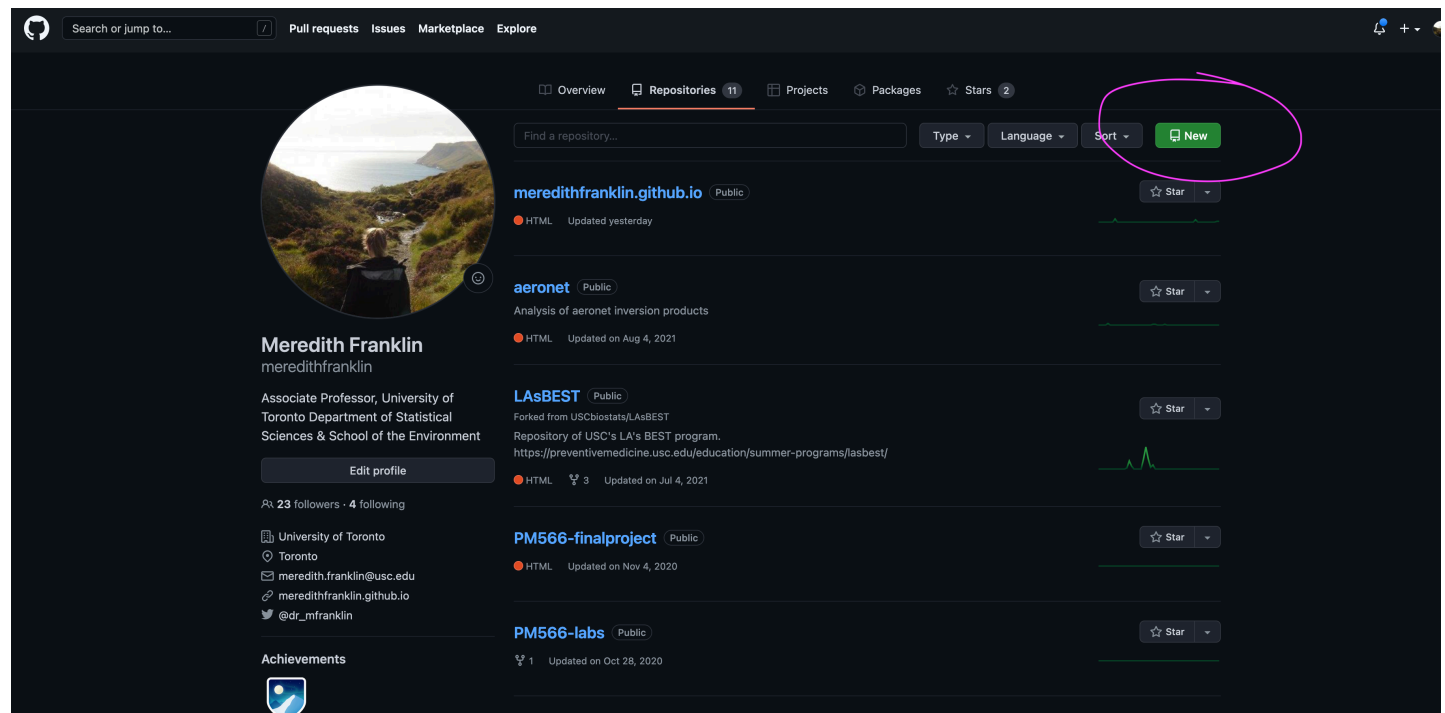 Search or jump to... / Pull requests Issues Marketplace Explore
Overview Repositories 11 Projects Packages Stars 2
Find a repository... Type Language Sort New
meredithfranklin.github.io Public Star
HTML Updated yesterday
aeronet Public Star
Analysis of aeronet inversion products
HTML Updated on Aug 4, 2021
Meredith Franklin
meredithfranklin
Associate Professor, University of
Toronto Department of Statistical
Sciences & School of the Environment
Edit profile
23 followers · 4 following
University of Toronto
Toronto
meredith.franklin@usc.edu
meredithfranklin.github.io
@dr_mfranklin
Achievements
LAsBEST Public Star
Forked from USCbiostats/LAsBEST
Repository of USC's LA's BEST program.
https://preventivemedicine.usc.edu/education/summer-programs/lasbest/
HTML 3 Updated on Jul 4, 2021
PM566-finalproject Public Star
HTML Updated on Nov 4, 2020
PM566-labs Public Star
1 Updated on Oct 28, 2020